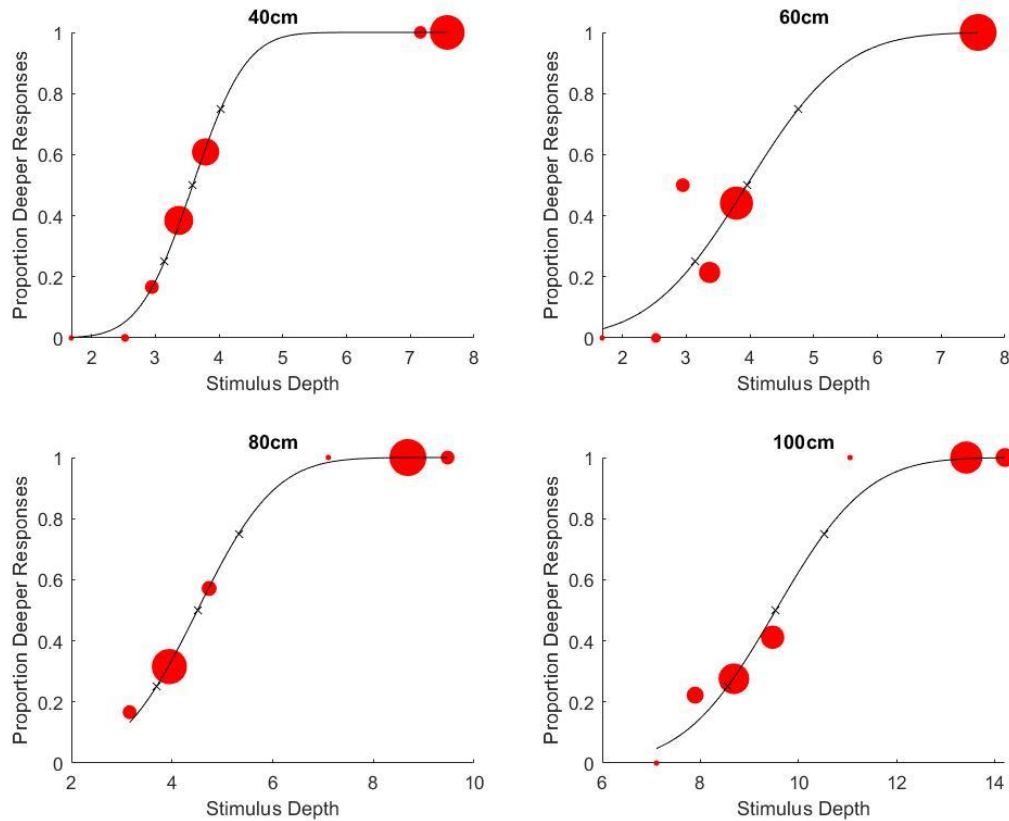 40cm
Proportion Deeper Responses
1
0.8
0.6
0.4
0.2
0
2 3 4 5 6 7 8
Stimulus Depth
60cm
Proportion Deeper Responses
1
0.8
0.6
0.4
0.2
0
2 3 4 5 6 7 8
Stimulus Depth
80cm
Proportion Deeper Responses
1
0.8
0.6
0.4
0.2
0
2 4 6 8 10
Stimulus Depth
100cm
Proportion Deeper Responses
1
0.8
0.6
0.4
0.2
0
6 8 10 12 14
Stimulus Depth